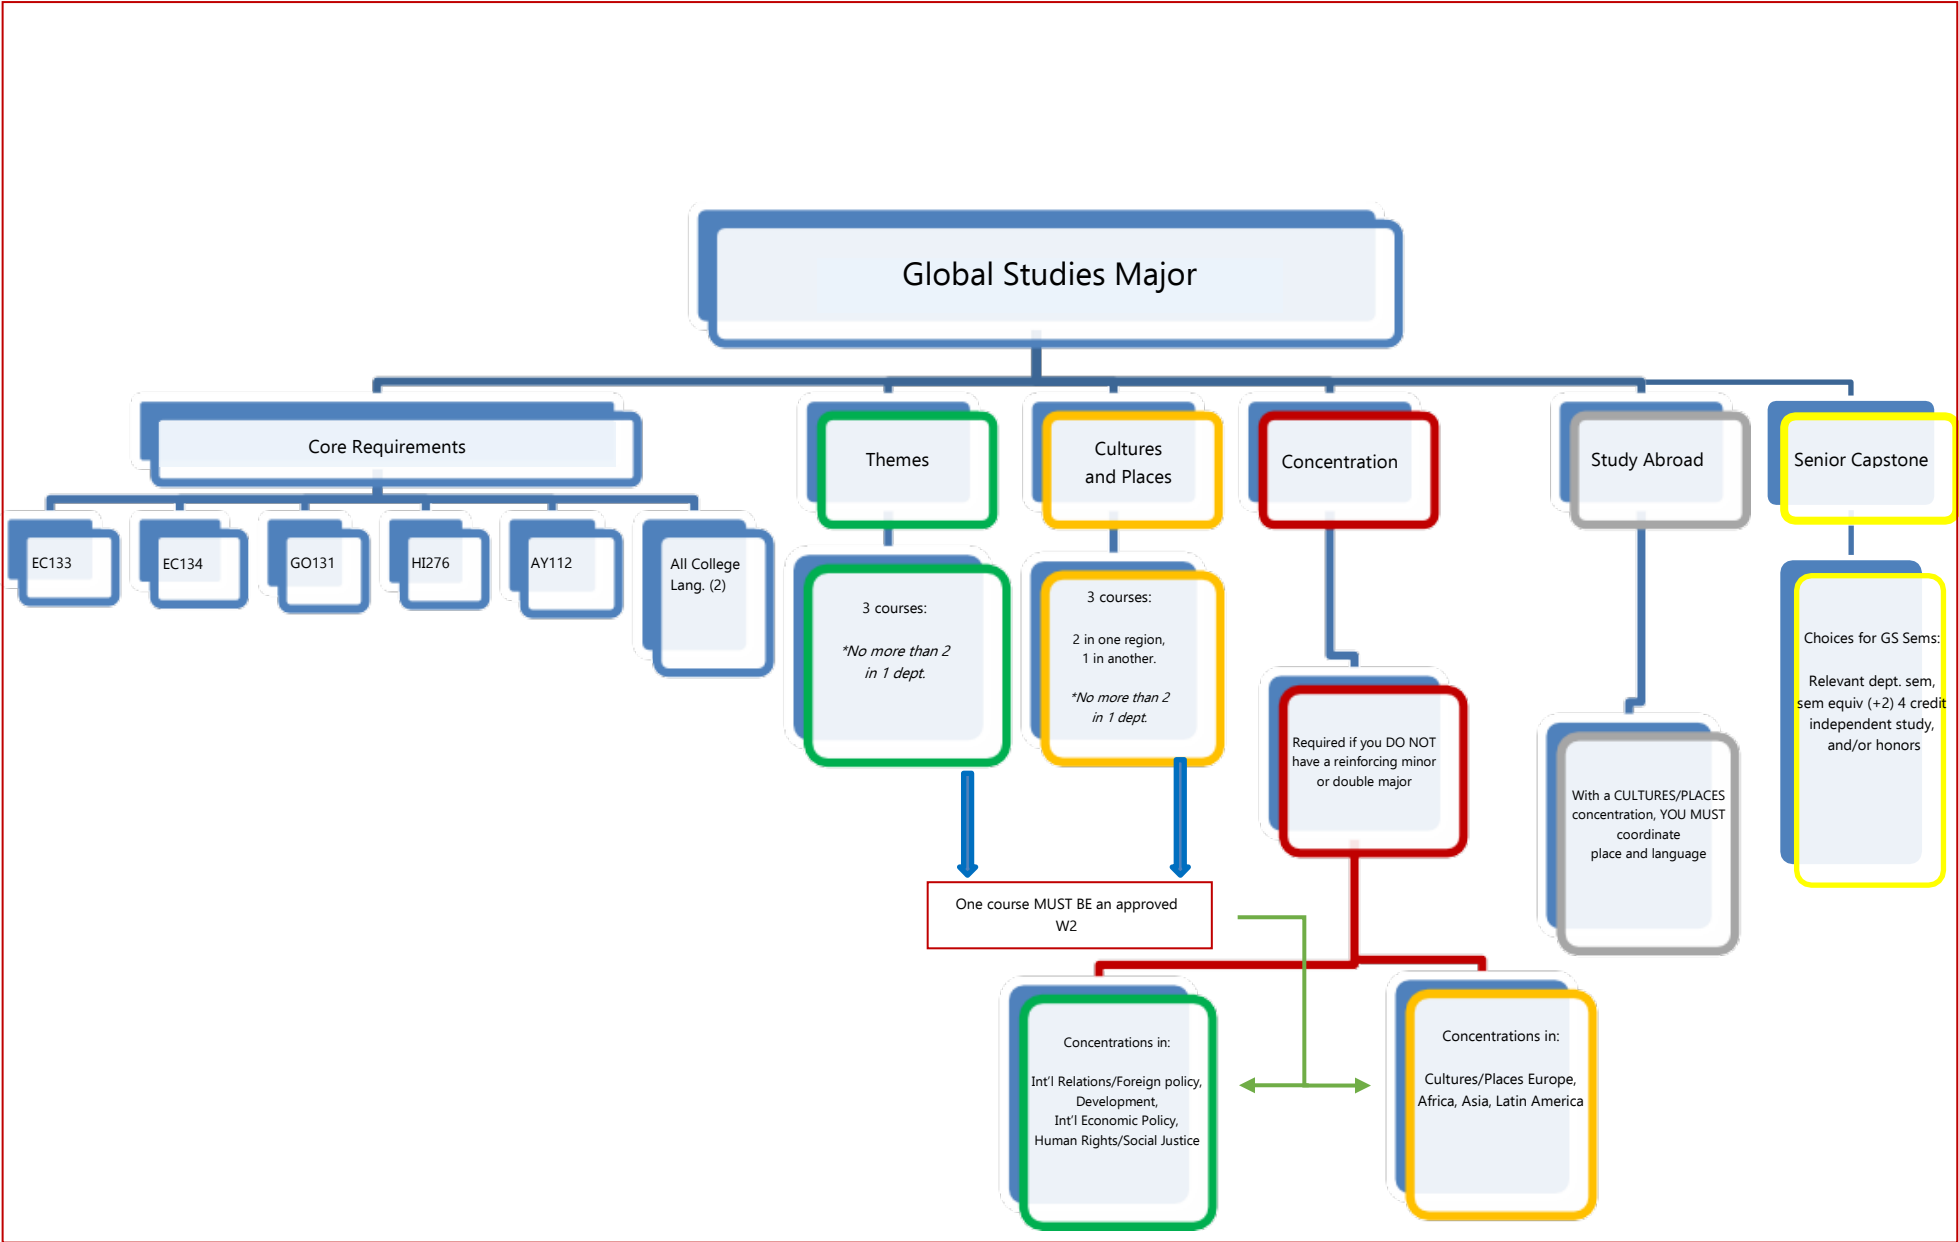 Global Studies Major
Core Requirements
Themes
Cultures
and Places
Concentration
Study Abroad
Senior Capstone
EC133
EC134
GO131
HI276
AY112
All College
Lang. (2)
3 courses:
*No more than 2
in 1 dept.
3 courses:
2 in one region,
1 in another.
*No more than 2
in 1 dept.
Required if you DO NOT
have a reinforcing minor
or double major
With a CULTURES/PLACES
concentration, YOU MUST
coordinate
place and language
Choices for GS Sems:
Relevant dept. sem,
sem equiv (+2) 4 credit
independent study,
and/or honors
One course MUST BE an approved
W2
Concentrations in:
Int'l Relations/Foreign policy,
Development,
Int'l Economic Policy,
Human Rights/Social Justice
Concentrations in:
Cultures/Places Europe,
Africa, Asia, Latin America